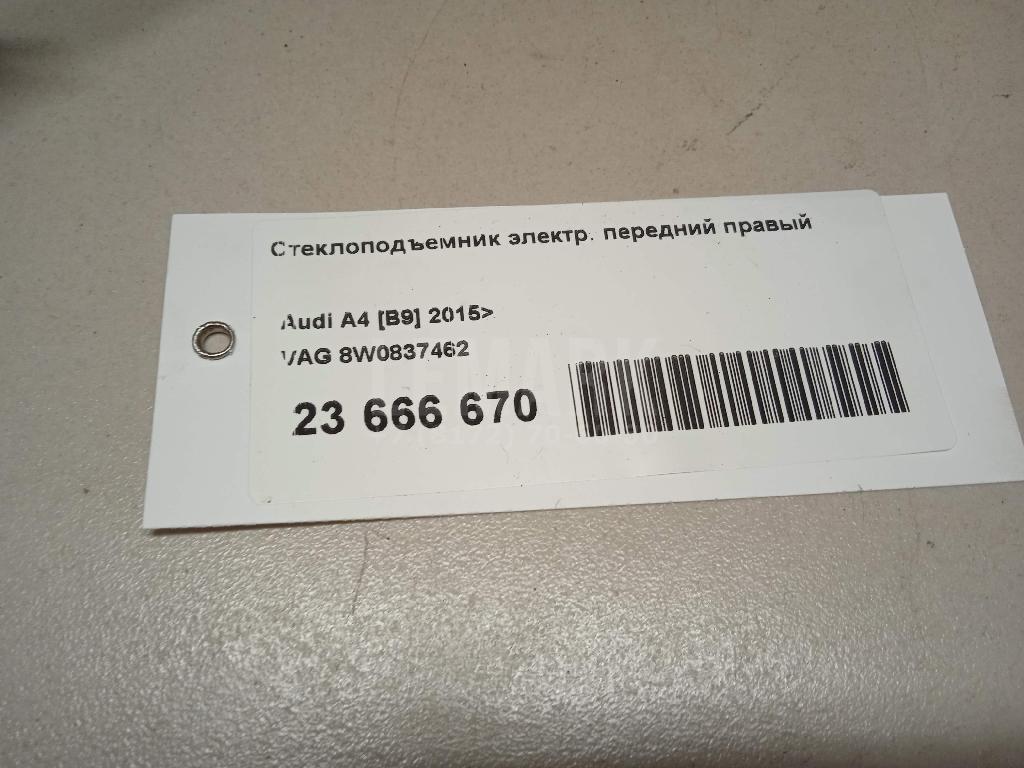 Стеклоподъемник электр. передний правый
Audi A4 [B9] 2015>
VAG 8W0837462
23 666 670